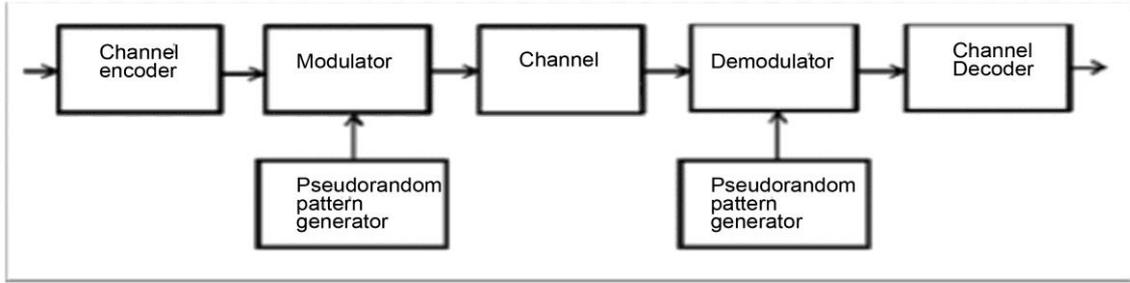 Channel
encoder
Modulator
Channel
Demodulator
Channel
Decoder
Pseudorandom
pattern
generator
Pseudorandom
pattern
generator